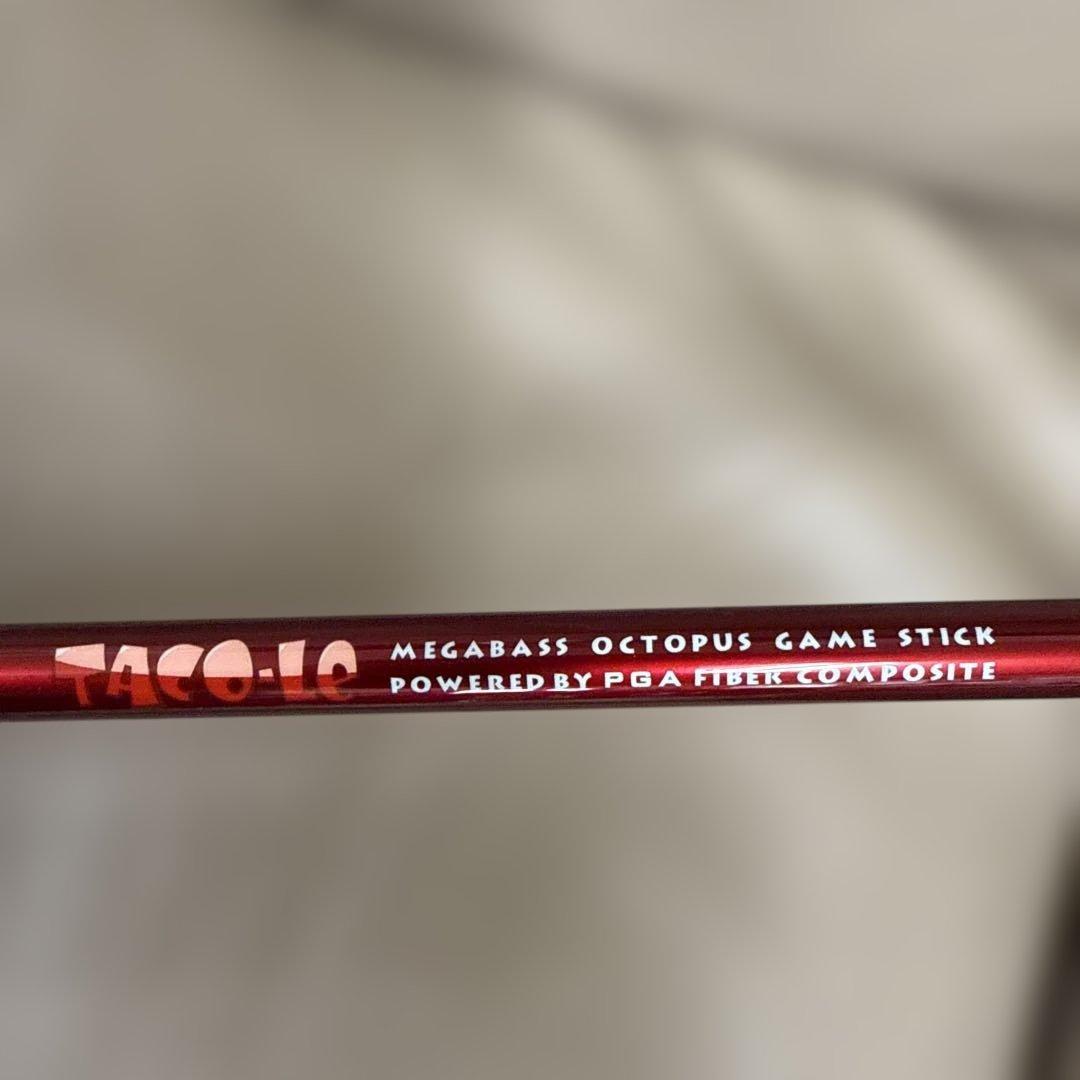 TACO-Le
MEGABASS OCTOPUS GAME STICK
POWERED BY PGA FIBER COMPOSITE